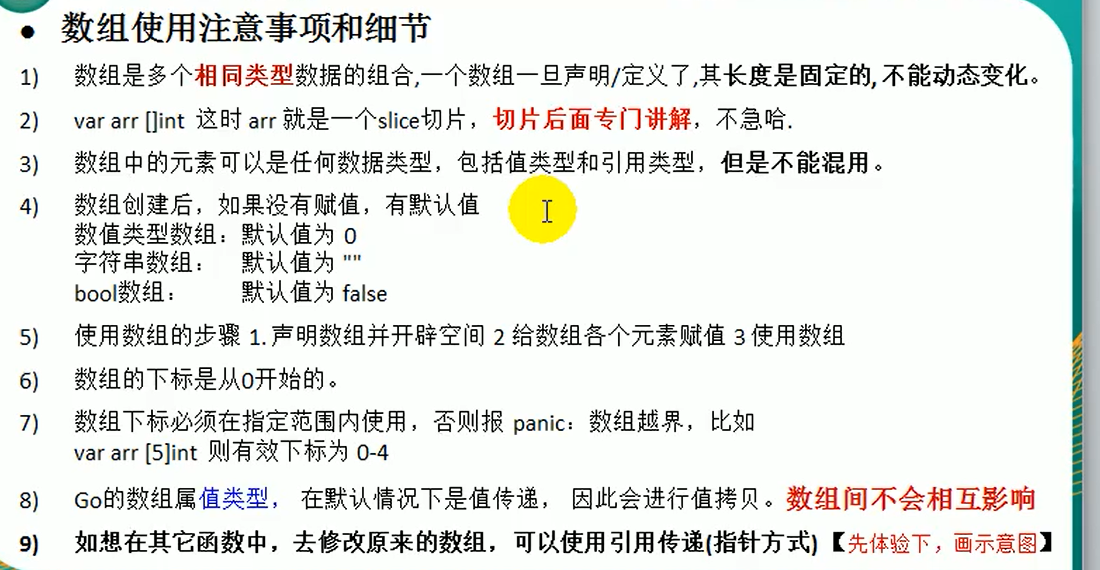 ● 数组使用注意事项和细节
1) 数组是多个相同类型数据的组合,一个数组一旦声明/定义了,其长度是固定的, 不能动态变化。
2) var arr []int 这时 arr 就是一个slice切片，切片后面专门讲解，不急哈.
3) 数组中的元素可以是任何数据类型，包括值类型和引用类型，但是不能混用。
4) 数组创建后，如果没有赋值，有默认值
数值类型数组：默认值为 0
字符串数组： 默认值为 ""
bool数组： 默认值为 false
5) 使用数组的步骤 1. 声明数组并开辟空间 2 给数组各个元素赋值 3 使用数组
6) 数组的下标是从0开始的。
7) 数组下标必须在指定范围内使用，否则报 panic：数组越界，比如
var arr [5]int 则有效下标为 0-4
8) Go的数组属值类型， 在默认情况下是值传递， 因此会进行值拷贝。数组间不会相互影响
9) 如想在其它函数中，去修改原来的数组，可以使用引用传递(指针方式)【先体验下，画示意图】